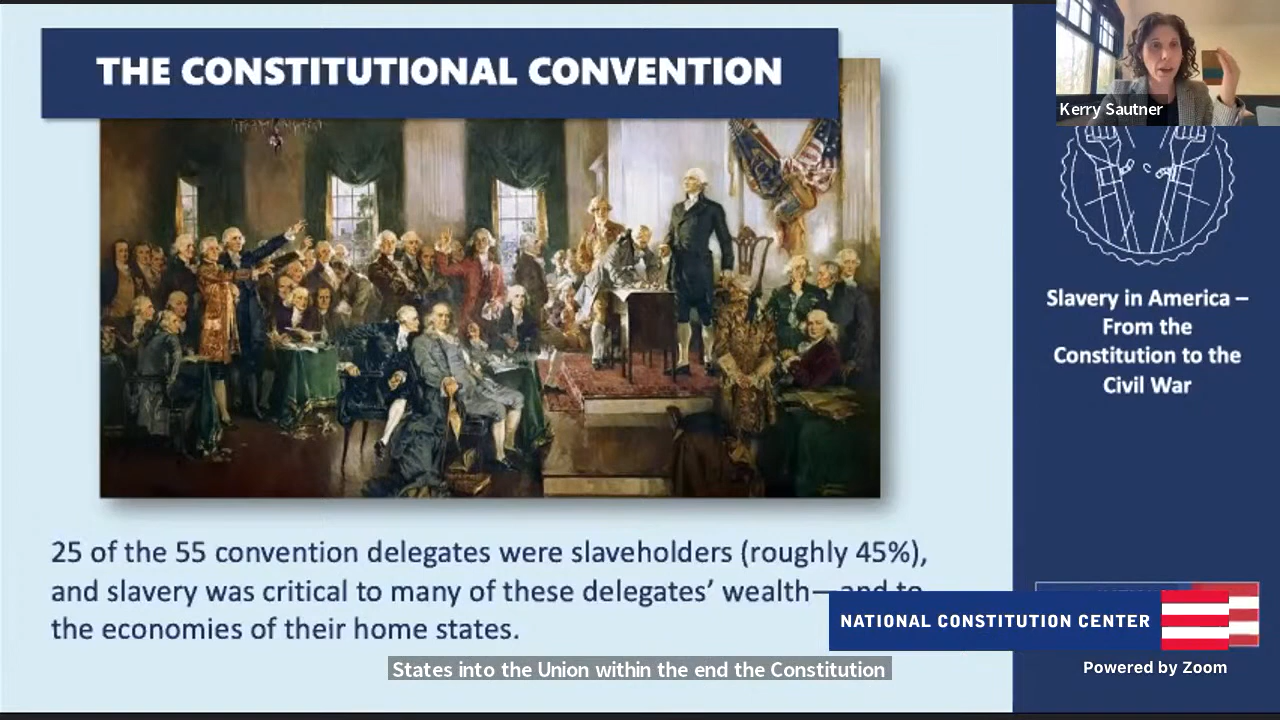 THE CONSTITUTIONAL CONVENTION
Kerry Sautner
Slavery in America –
From the
Constitution to the
Civil War
25 of the 55 convention delegates were slaveholders (roughly 45%),
and slavery was critical to many of these delegates’ wealth—and to
the economies of their home states.
NATIONAL CONSTITUTION CENTER
States into the Union within the end the Constitution
Powered by Zoom